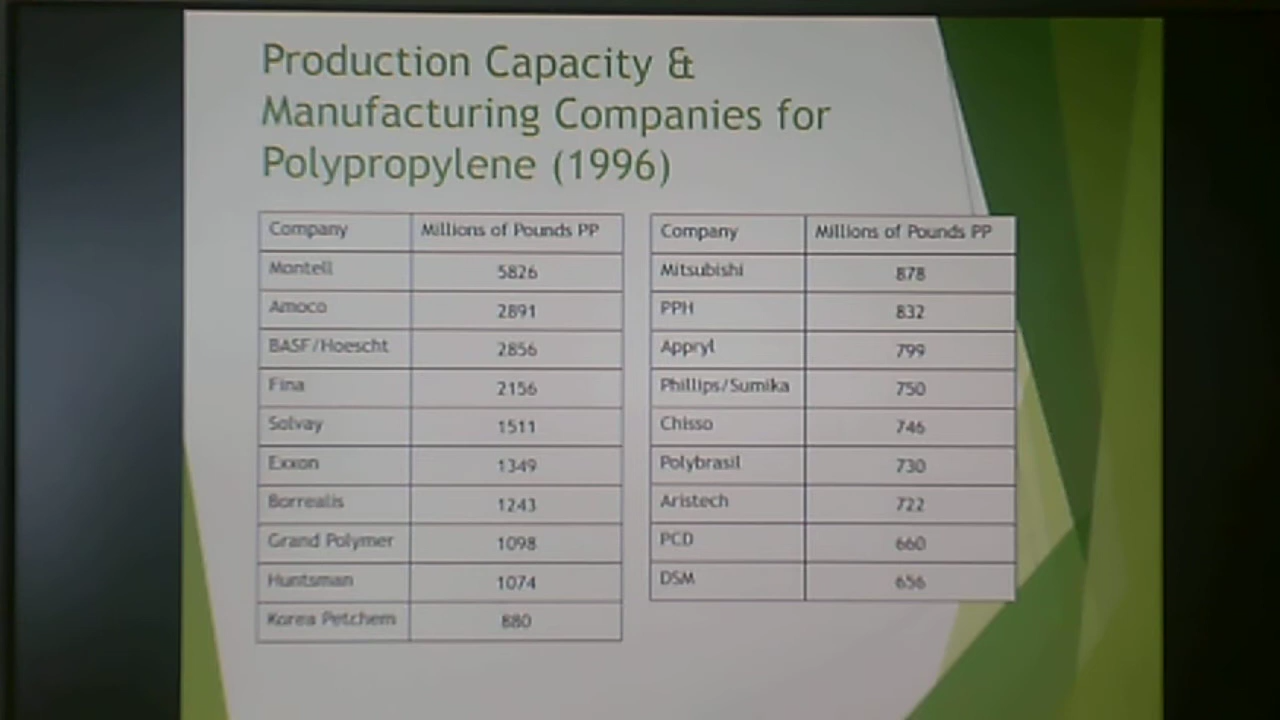 Production Capacity &
Manufacturing Companies for
Polypropylene (1996)
Company Millions of Pounds PP
Montell 5826
Amoco 2891
BASF/Hoescht 2856
Fina 2156
Solvay 1511
Exxon 1349
Borrealis 1243
Grand Polymer 1098
Huntsman 1074
Korea Petchem 880
Company Millions of Pounds PP
Mitsubishi 878
PPH 832
Appryl 799
Phillips/Sumika 750
Chisso 746
Polybrasil 730
Aristech 722
PCD 660
DSM 656